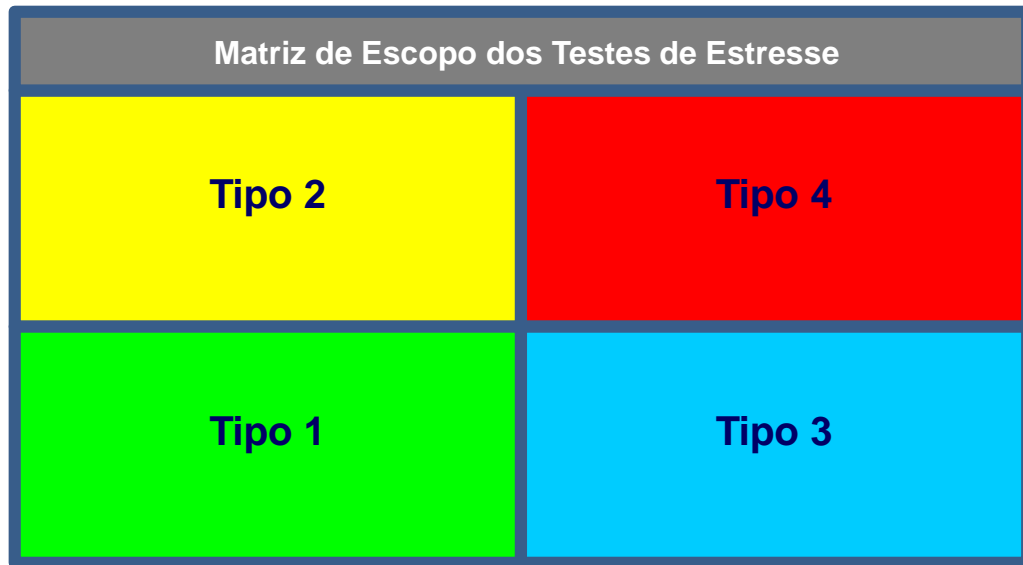 Matriz de Escopo dos Testes de Estresse
Tipo 2
Tipo 4
Tipo 1
Tipo 3